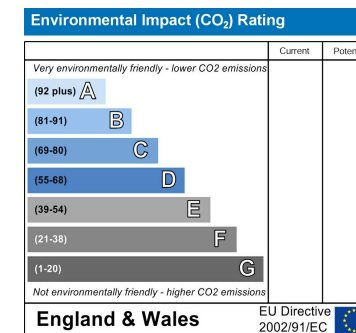 Environmental Impact (CO₂) Rating
Current
Very environmentally friendly - lower CO2 emissions
(92 plus) A
(81-91) B
(69-80) C
(55-68) D
(39-54) E
(21-38) F
(1-20) G
Not environmentally friendly - higher CO2 emissions
England & Wales
EU Directive
2002/91/EC